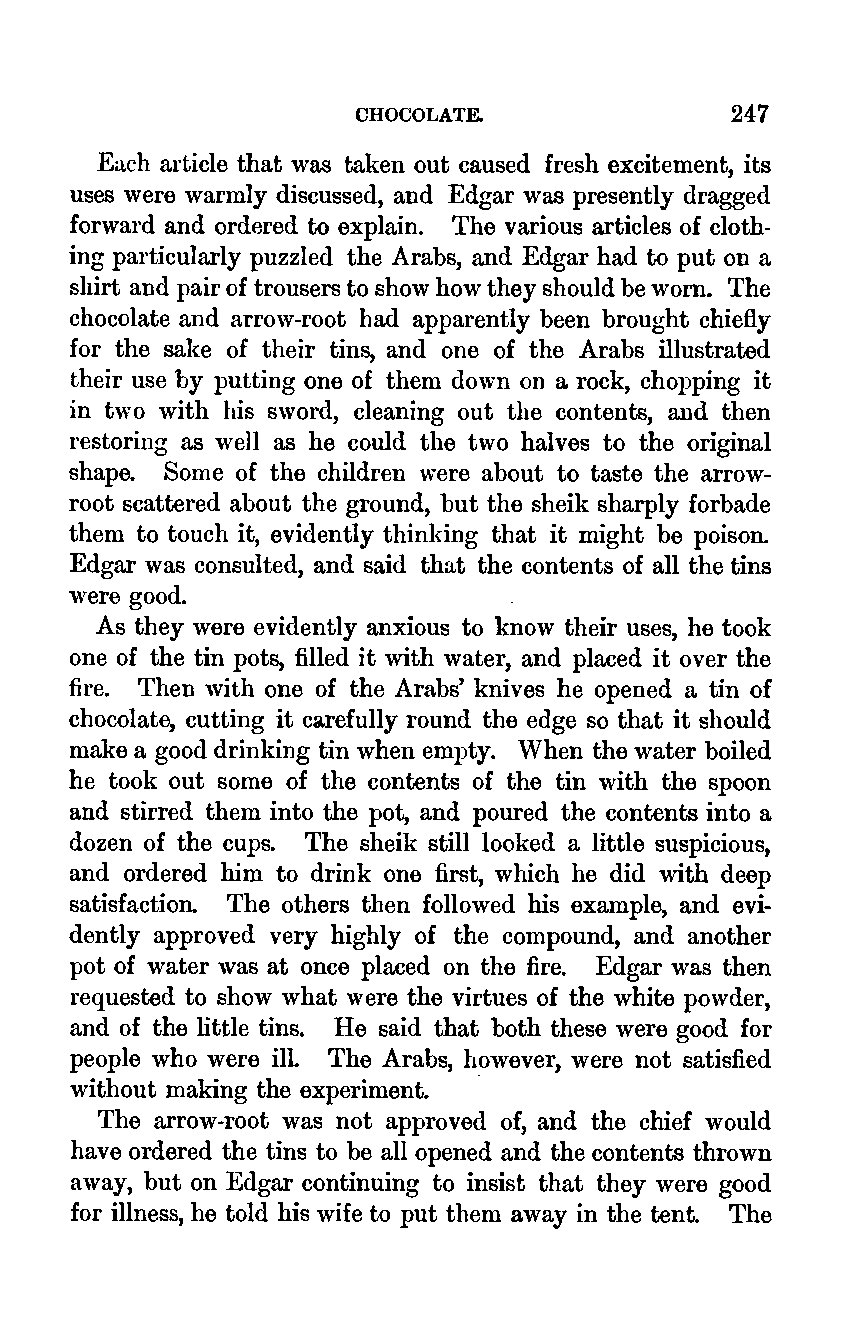 CHOCOLATE. 247
Each article that was taken out caused fresh excitement, its
uses were warmly discussed, and Edgar was presently dragged
forward and ordered to explain. The various articles of cloth-
ing particularly puzzled the Arabs, and Edgar had to put on a
shirt and pair of trousers to show how they should be worn. The
chocolate and arrow-root had apparently been brought chiefly
for the sake of their tins, and one of the Arabs illustrated
their use by putting one of them down on a rock, chopping it
in two with his sword, cleaning out the contents, and then
restoring as well as he could the two halves to the original
shape. Some of the children were about to taste the arrow-
root scattered about the ground, but the sheik sharply forbade
them to touch it, evidently thinking that it might be poison.
Edgar was consulted, and said that the contents of all the tins
were good.
As they were evidently anxious to know their uses, he took
one of the tin pots, filled it with water, and placed it over the
fire. Then with one of the Arabs' knives he opened a tin of
chocolate, cutting it carefully round the edge so that it should
make a good drinking tin when empty. When the water boiled
he took out some of the contents of the tin with the spoon
and stirred them into the pot, and poured the contents into a
dozen of the cups. The sheik still looked a little suspicious,
and ordered him to drink one first, which he did with deep
satisfaction. The others then followed his example, and evi-
dently approved very highly of the compound, and another
pot of water was at once placed on the fire. Edgar was then
requested to show what were the virtues of the white powder,
and of the little tins. He said that both these were good for
people who were ill. The Arabs, however, were not satisfied
without making the experiment.
The arrow-root was not approved of, and the chief would
have ordered the tins to be all opened and the contents thrown
away, but on Edgar continuing to insist that they were good
for illness, he told his wife to put them away in the tent. The